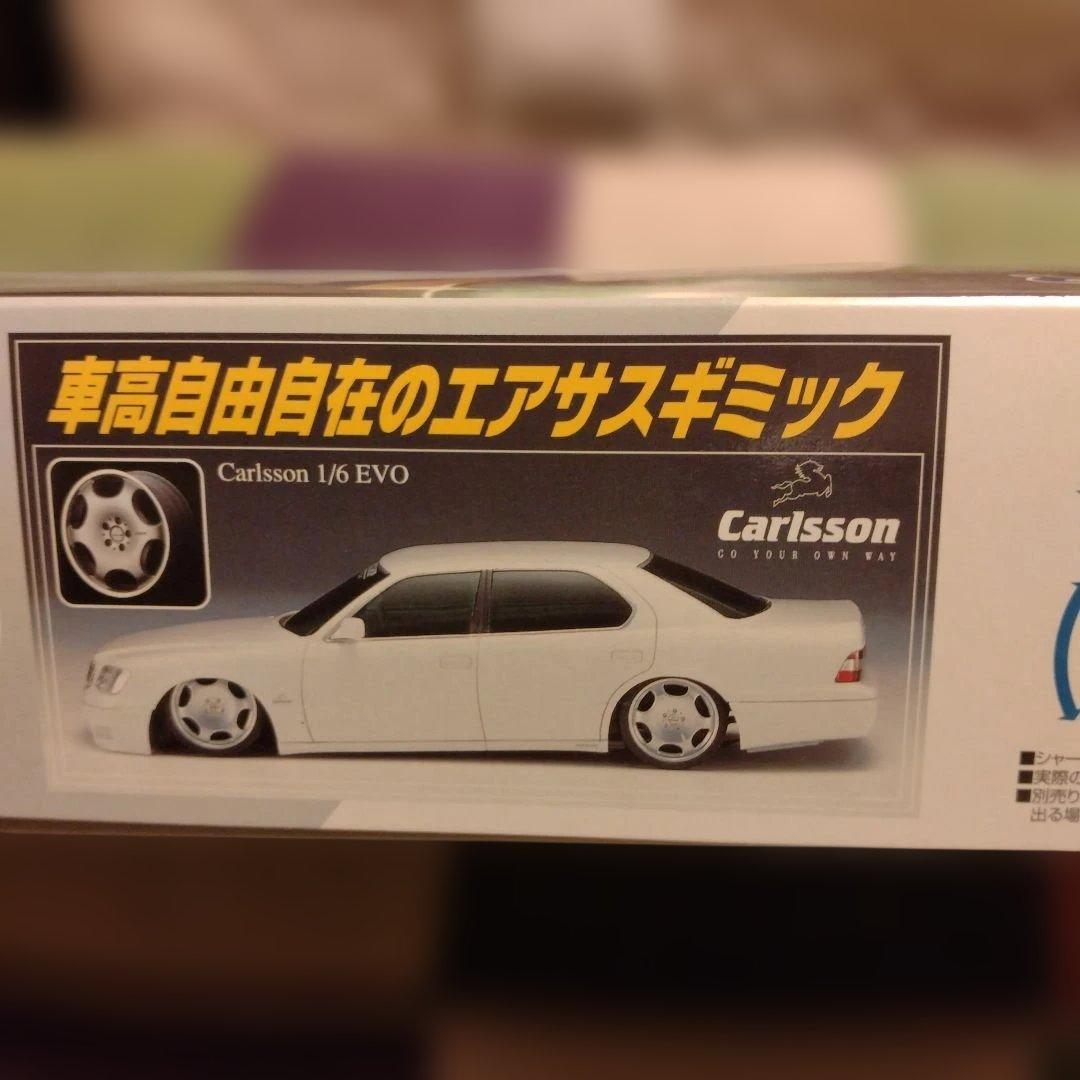 車高自由自在のエアサスギミック
Carlsson 1/6 EVO
Carlsson
GO YOUR OWN WAY
■シャー
■実際の
■別売り
出る場